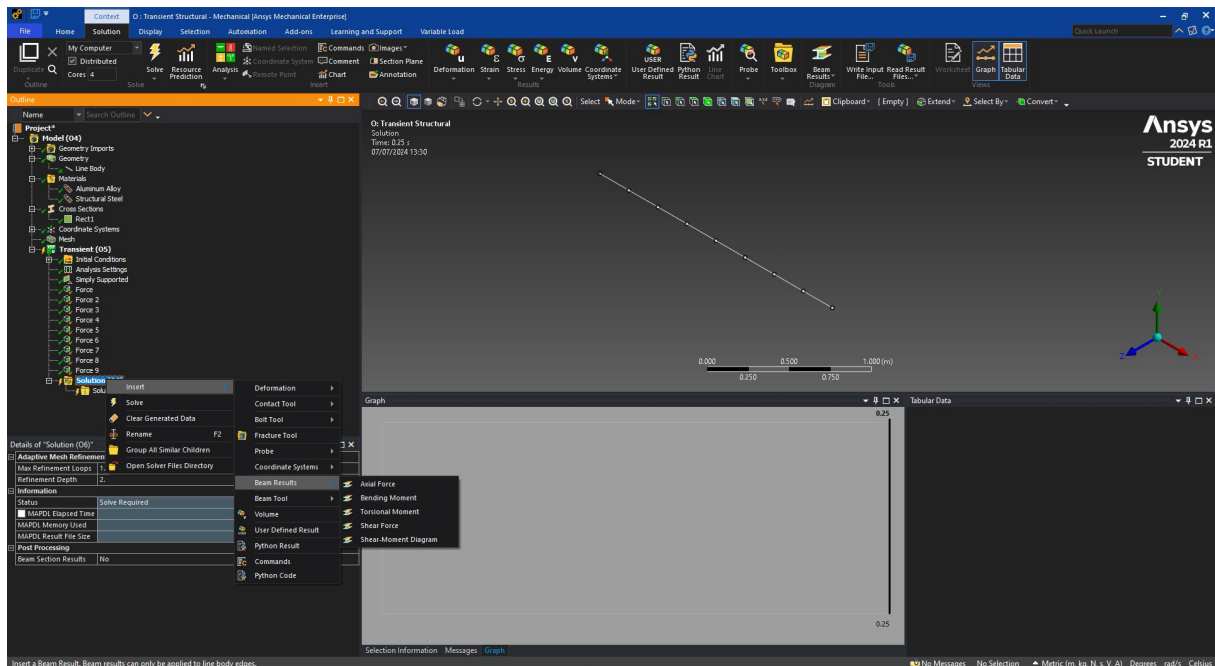 Context
O : Transient Structural - Mechanical [Ansys Mechanical Enterprise]
File Home Solution Display Selection Automation Add-ons Learning and Support Variable Load
Quick Launch
Duplicate
My Computer
Distributed
Cores 4
Solve
Resource Prediction
Analysis
Named Selection
Coordinate System
Remote Point
Commands
Comment
Chart
Images
Section Plane
Annotation
Deformation Strain Stress Energy Volume Coordinate Systems
User Defined Result
Python Result
Line Chart
Probe
Toolbox
Beam Results
Write Input File...
Read Result Files...
Worksheet
Graph
Tabular Data
Outline Solve Insert Results Diagram Tools Views
Outline
Name Search Outline
Select Mode
Clipboard [ Empty ] Extend Select By Convert
Project*
Model (O4)
Geometry Imports
Geometry
Line Body
Materials
Aluminum Alloy
Structural Steel
Cross Sections
Rect1
Coordinate Systems
Mesh
Transient (O5)
Initial Conditions
Analysis Settings
Simply Supported
Force
Force 2
Force 3
Force 4
Force 5
Force 6
Force 7
Force 8
Force 9
Solution
Solu
Insert
Solve
Clear Generated Data
Rename F2
Group All Similar Children
Open Solver Files Directory
Deformation
Contact Tool
Bolt Tool
Fracture Tool
Probe
Coordinate Systems
Beam Results
Beam Tool
Volume
User Defined Result
Python Result
Commands
Python Code
Axial Force
Bending Moment
Torsional Moment
Shear Force
Shear-Moment Diagram
O: Transient Structural
Solution
Time: 0.25 s
07/07/2024 13:30
Ansys
2024 R1
STUDENT
Y
Z
X
0.000 0.500 1.000 (m)
0.250 0.750
Details of "Solution (O6)"
Adaptive Mesh Refinemen
Max Refinement Loops 1.
Refinement Depth 2.
Information
Status Solve Required
MAPDL Elapsed Time
MAPDL Memory Used
MAPDL Result File Size
Post Processing
Beam Section Results No
Graph
0.25
0.25
Tabular Data
Selection Information Messages Graph
Insert a Beam Result. Beam results can only be applied to line body edges.
No Messages No Selection Metric (m, kg, N, s, V, A) Degrees rad/s Celsius